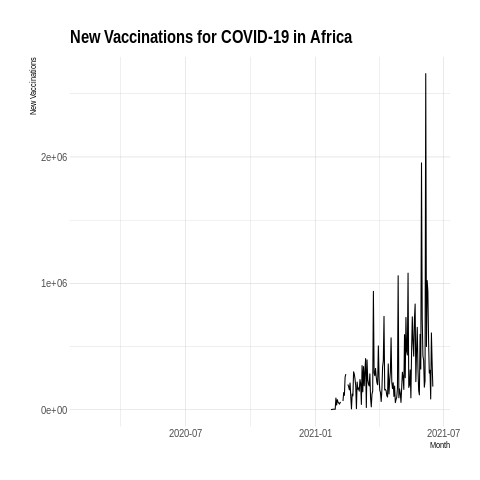 New Vaccinations for COVID-19 in Africa
New Vaccinations
2e+06
1e+06
0e+00
2020-07
2021-01
2021-07
Month